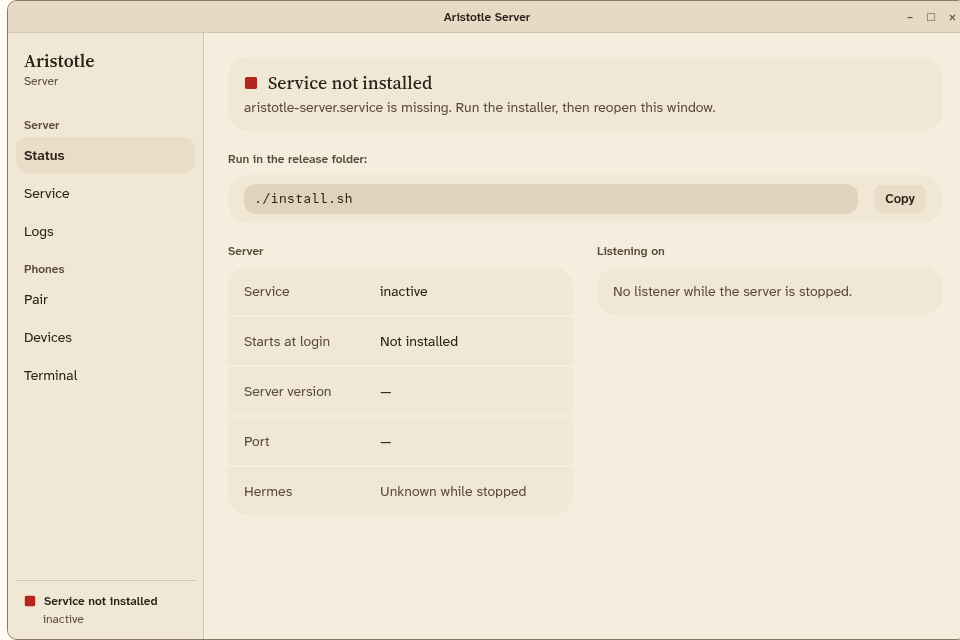 Aristotle Server
Aristotle
Server
Server
Status
Service
Logs
Phones
Pair
Devices
Terminal
Service not installed
inactive
Service not installed
aristotle-server.service is missing. Run the installer, then reopen this window.
Run in the release folder:
./install.sh
Copy
Server
Service inactive
Starts at login Not installed
Server version —
Port —
Hermes Unknown while stopped
Listening on
No listener while the server is stopped.